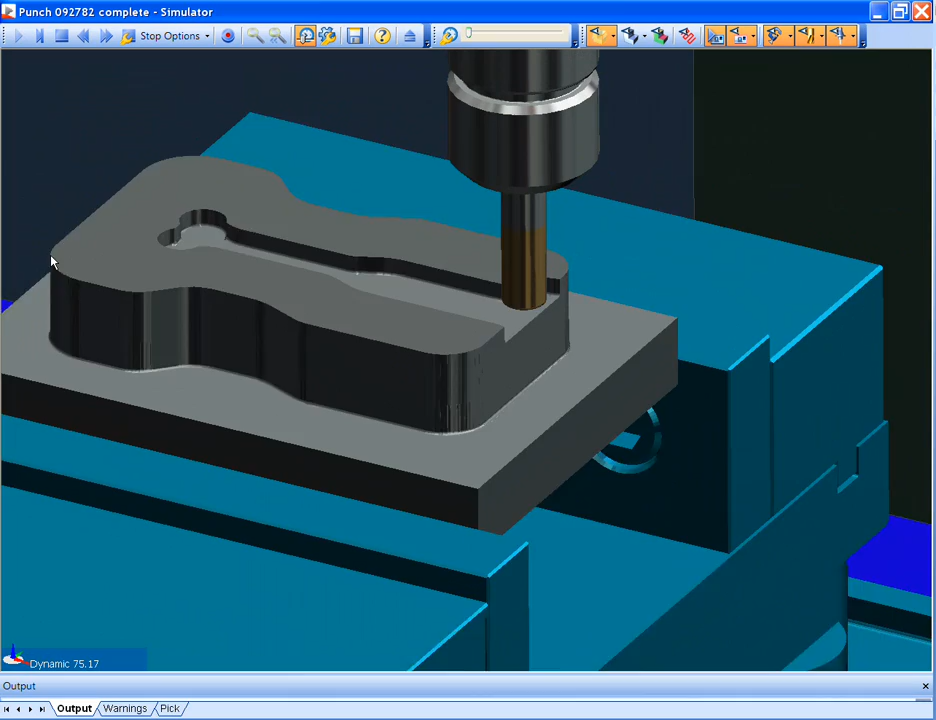 Punch 092782 complete - Simulator
Stop Options
Dynamic 75.17
Output
Output
Warnings
Pick